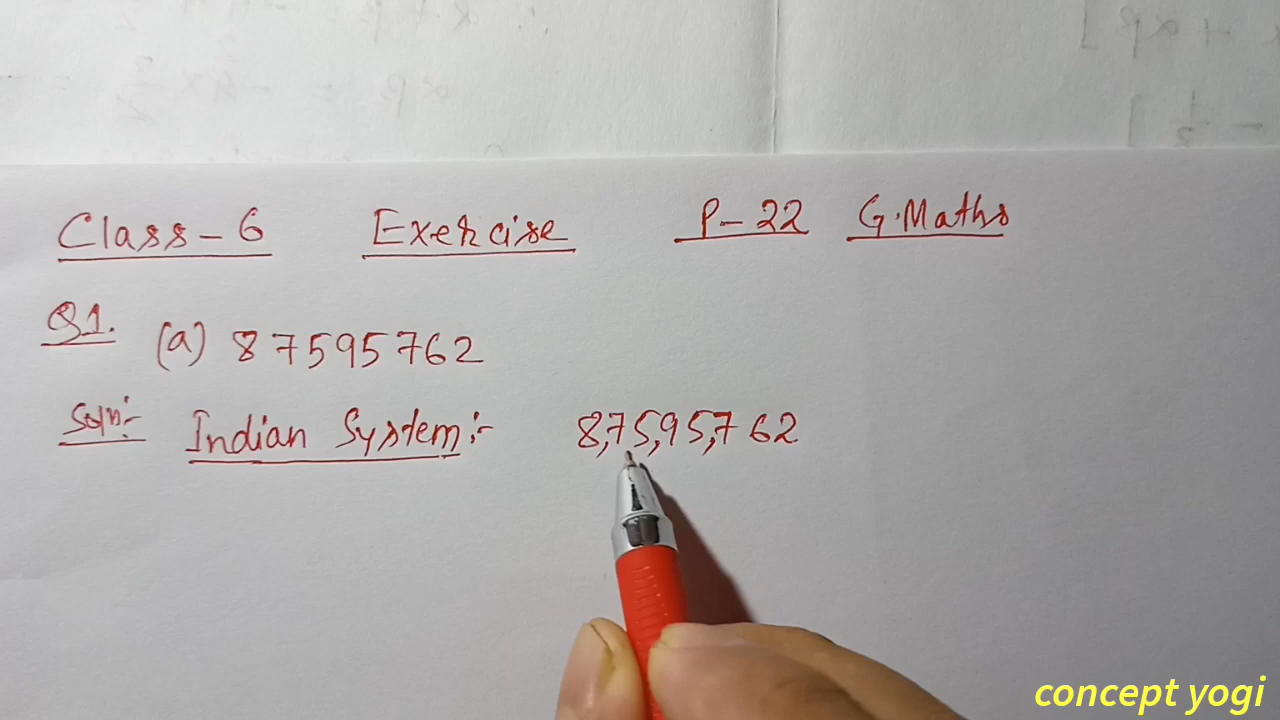 Class-6 Exercise P-22 G.Maths
Q1. (a) 87595762
Soln:- Indian System:- 8,75,95,762
concept yogi